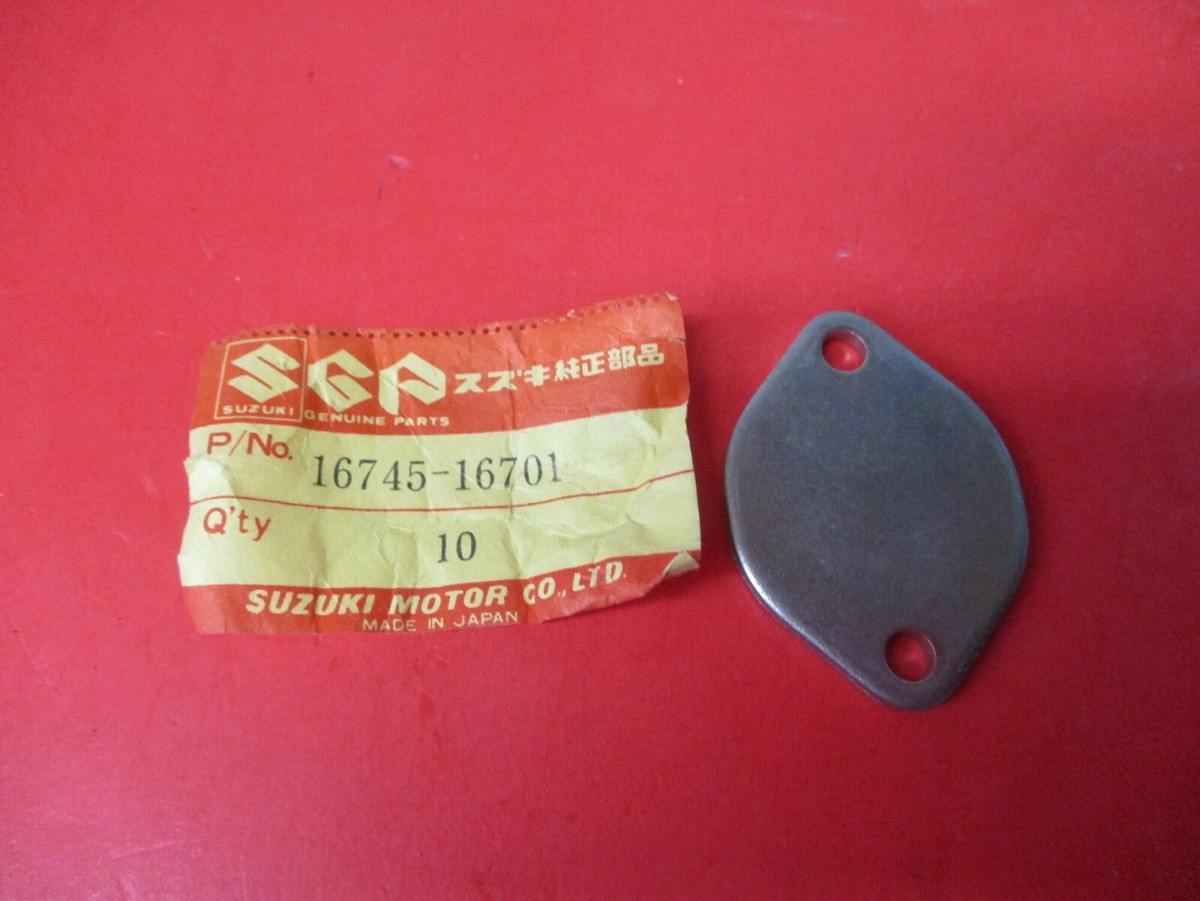 SGP スズキ純正部品
SUZUKI GENUINE PARTS
P/No. 16745-16701
Q'ty 10
SUZUKI MOTOR CO., LTD.
MADE IN JAPAN